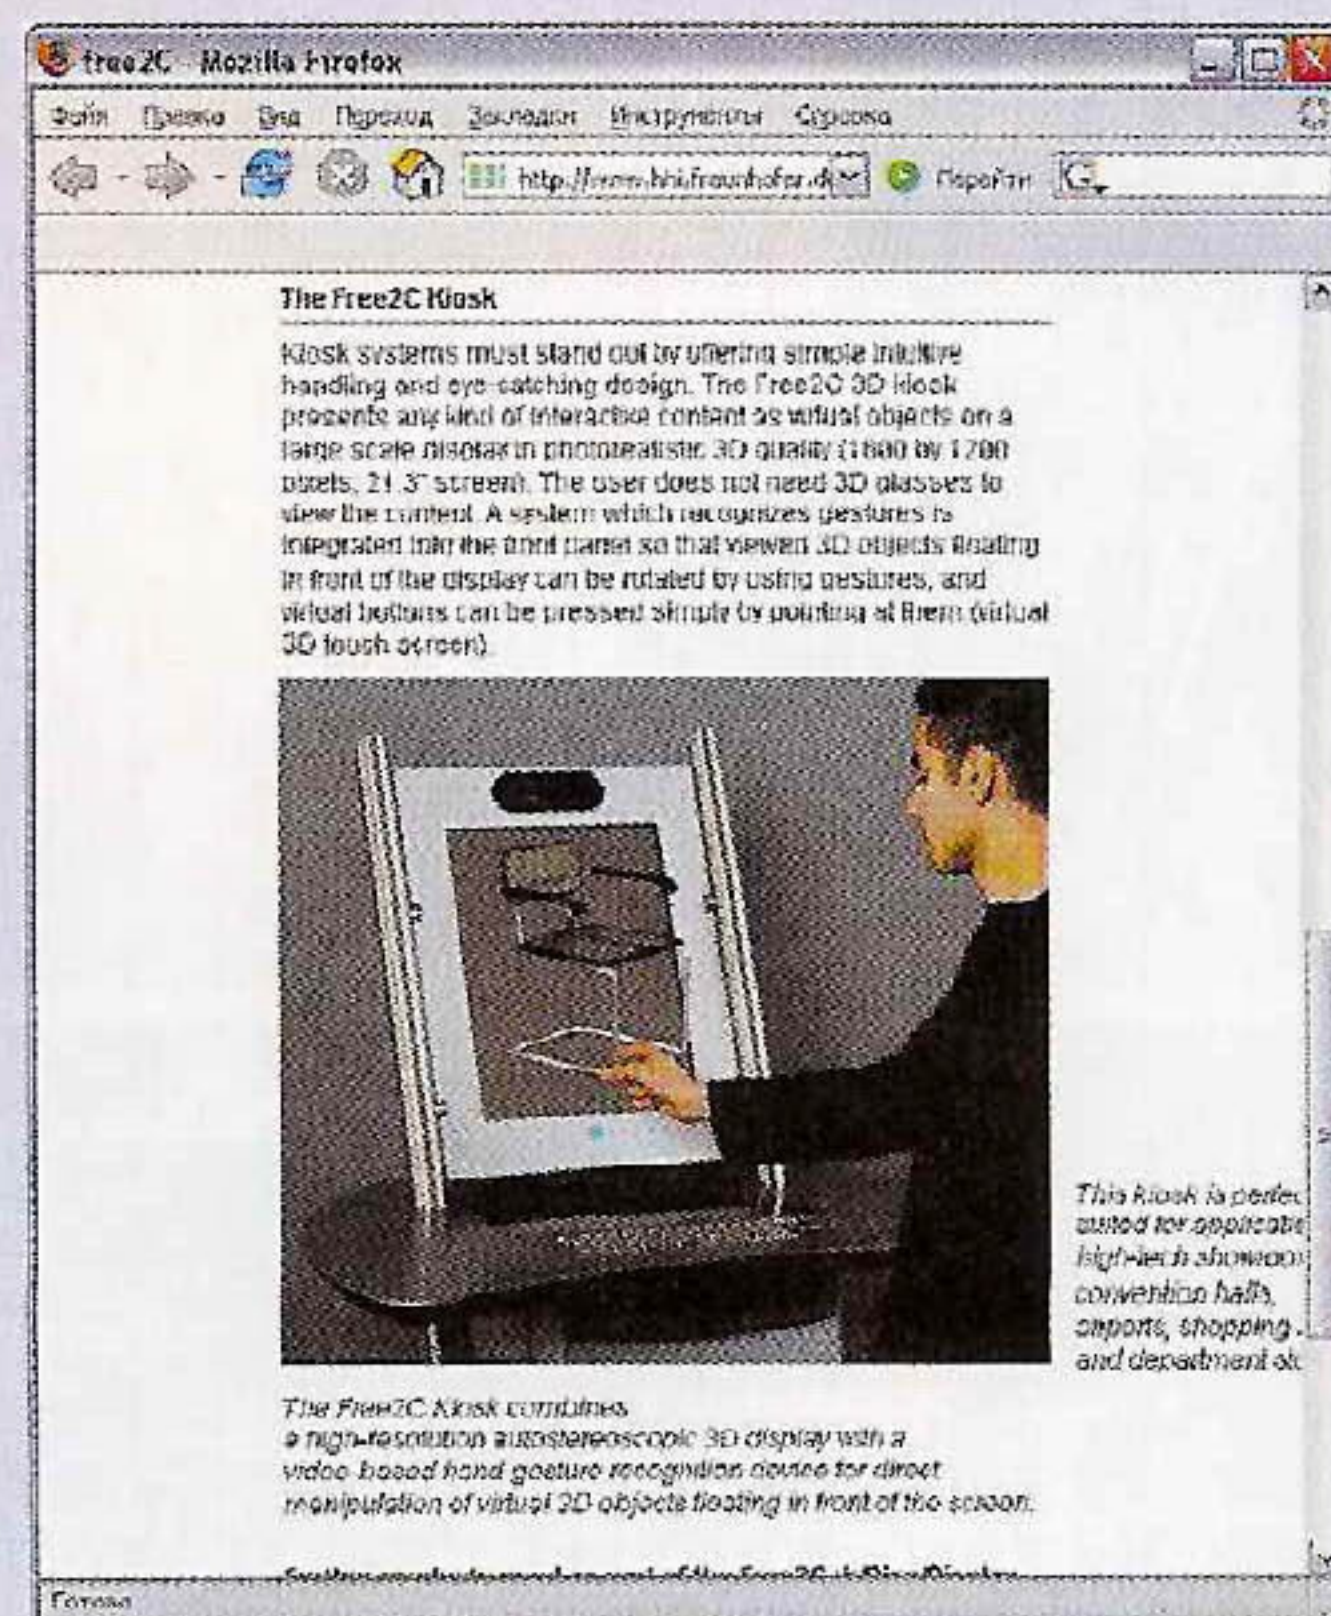 free2C - Mozilla Firefox
Файл Правка Вид Переход Закладки Инструменты Справка
http://www.hhi.fraunhofer.d Перейти G
The Free2C Kiosk
Kiosk systems must stand out by offering simple intuitive
handling and eye-catching design. The Free2C 3D kiosk
presents any kind of interactive content as virtual objects on a
large scale display in photorealistic 3D quality (1600 by 1200
pixels, 21.3" screen). The user does not need 3D glasses to
view the content. A system which recognizes gestures is
integrated into the front panel so that viewed 3D objects floating
in front of the display can be rotated by using gestures, and
virtual buttons can be pressed simply by pointing at them (virtual
3D touch screen).
This kiosk is perfec
suited for applicatio
high-tech showroo
convention halls,
airports, shopping
and department sto
The Free2C Kiosk combines
a high-resolution autostereoscopic 3D display with a
video-based hand gesture recognition device for direct
manipulation of virtual 3D objects floating in front of the screen.
Готово